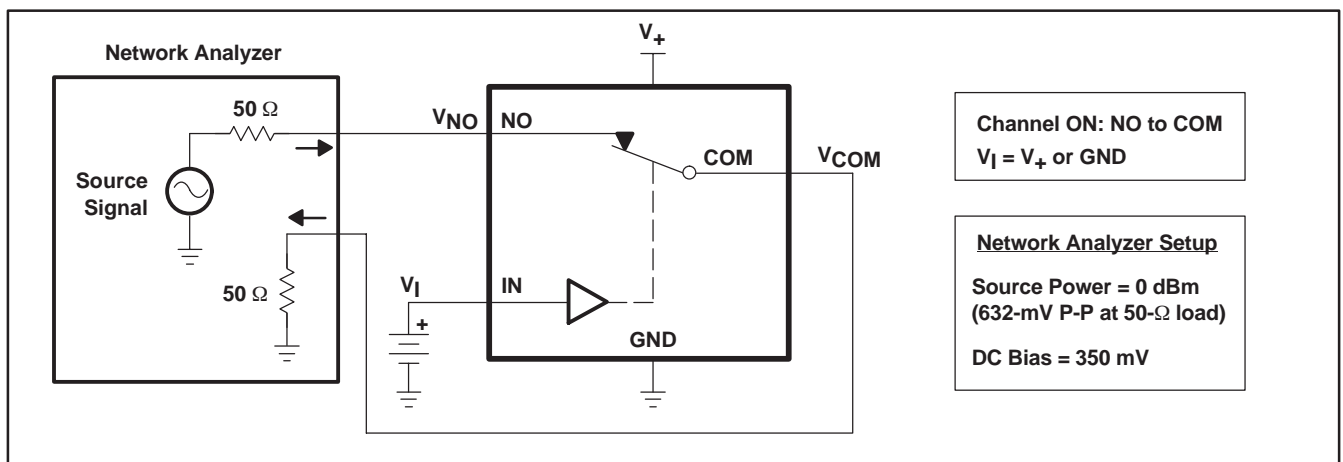 Network Analyzer
V+
50 Ω
VNO
NO
COM
VCOM
Source
Signal
50 Ω
VI
IN
+
GND
Channel ON: NO to COM
VI = V+ or GND
Network Analyzer Setup
Source Power = 0 dBm
(632-mV P-P at 50-Ω load)
DC Bias = 350 mV